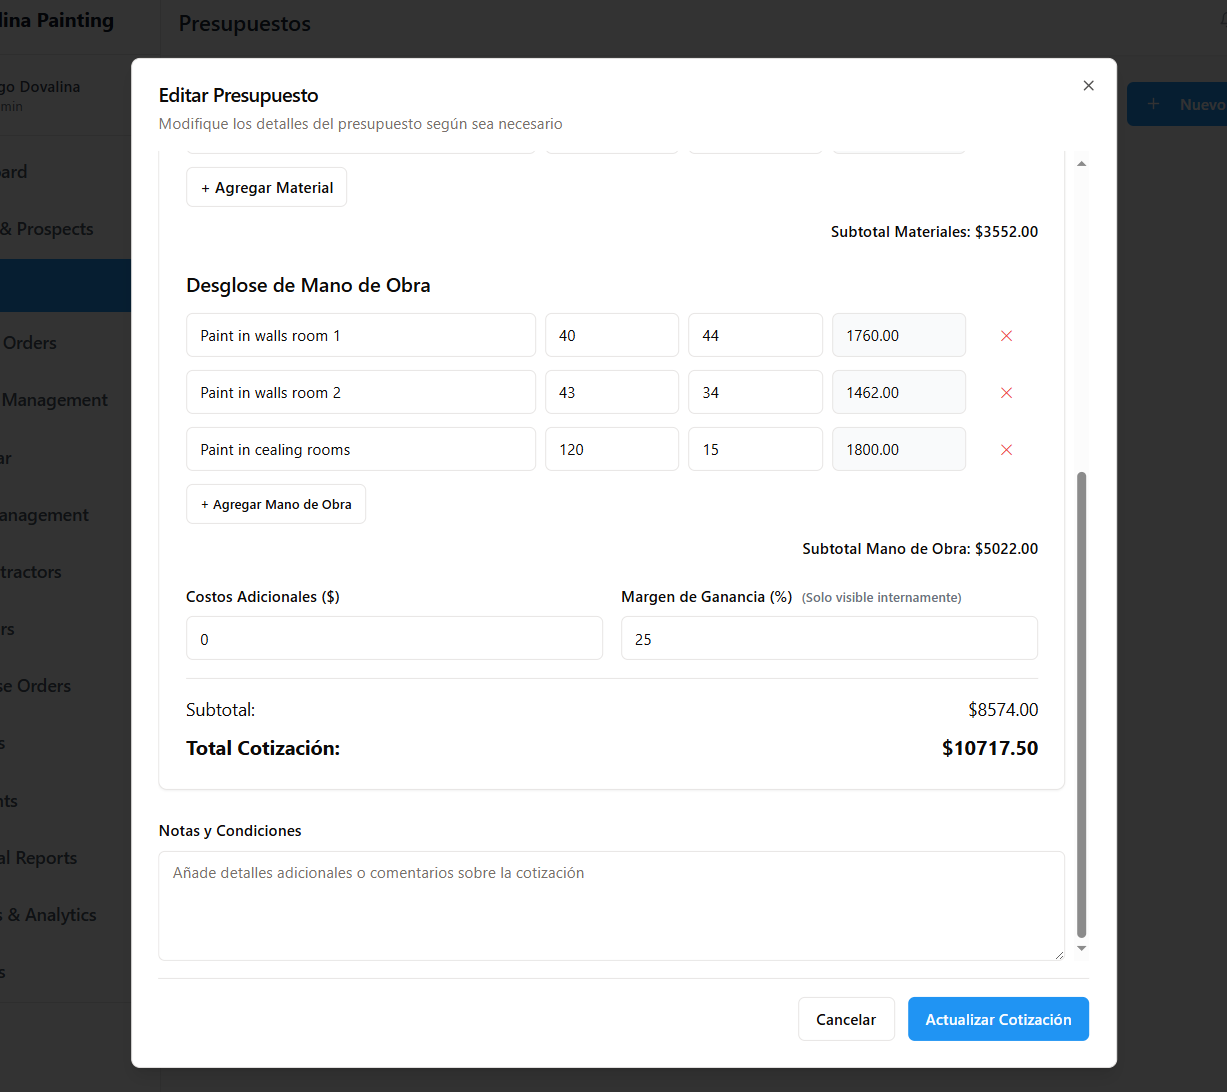 lina Painting
Presupuestos
go Dovalina
min
+ Nuevo
ard
& Prospects
Orders
Management
ar
anagement
tractors
rs
se Orders
s
nts
al Reports
s & Analytics
s
Editar Presupuesto
Modifique los detalles del presupuesto según sea necesario
+ Agregar Material
Subtotal Materiales: $3552.00
Desglose de Mano de Obra
Paint in walls room 1 40 44 1760.00
Paint in walls room 2 43 34 1462.00
Paint in cealing rooms 120 15 1800.00
+ Agregar Mano de Obra
Subtotal Mano de Obra: $5022.00
Costos Adicionales ($) Margen de Ganancia (%) (Solo visible internamente)
0 25
Subtotal: $8574.00
Total Cotización: $10717.50
Notas y Condiciones
Añade detalles adicionales o comentarios sobre la cotización
Cancelar Actualizar Cotización